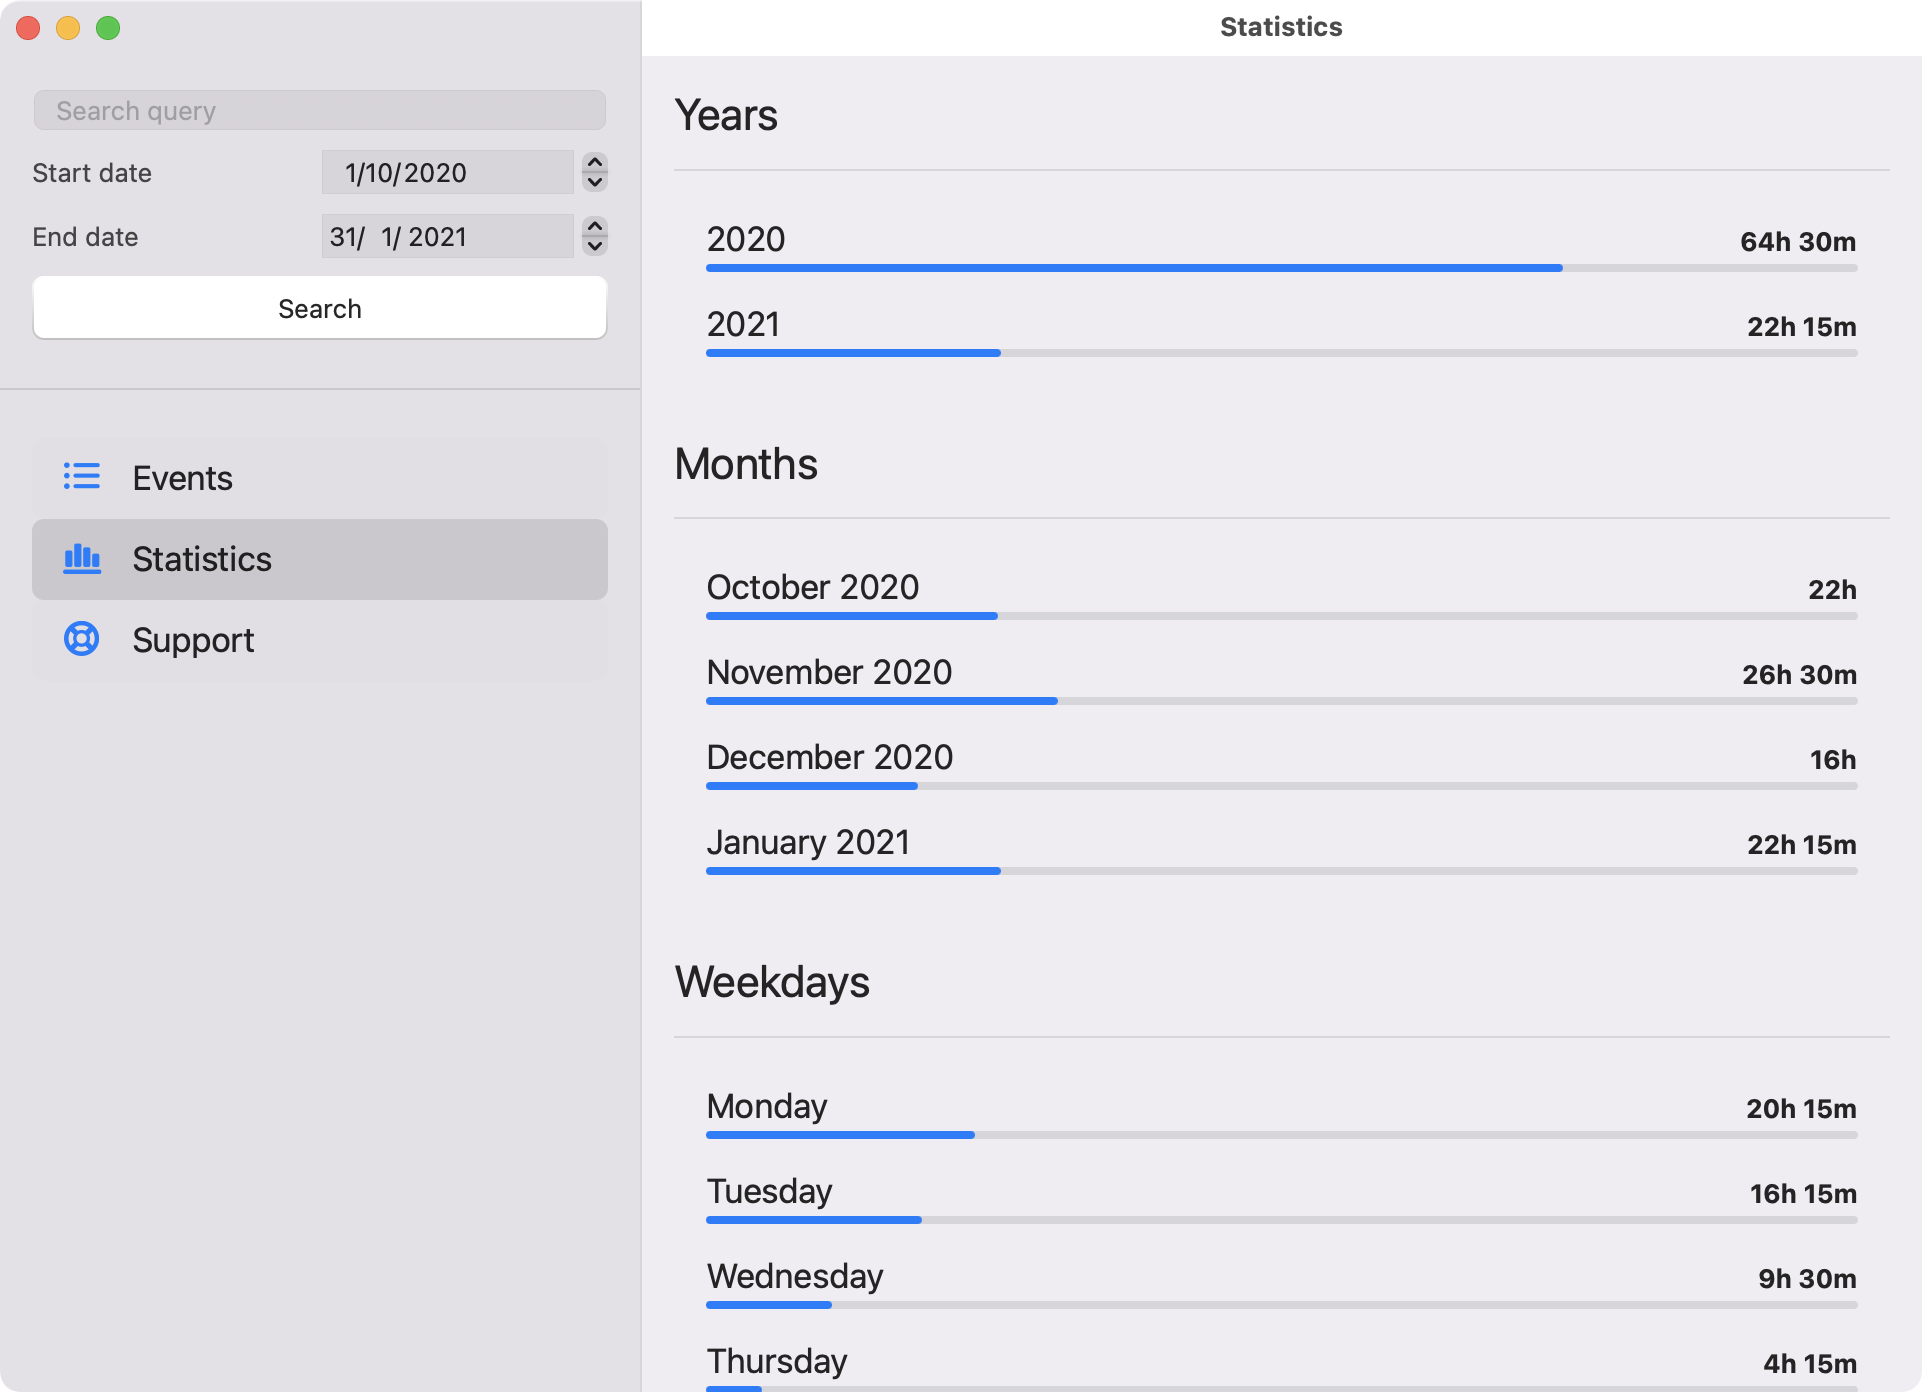 Search query
Start date 1/10/2020
End date 31/ 1/ 2021
Search
Events
Statistics
Support
Statistics
Years
2020 64h 30m
2021 22h 15m
Months
October 2020 22h
November 2020 26h 30m
December 2020 16h
January 2021 22h 15m
Weekdays
Monday 20h 15m
Tuesday 16h 15m
Wednesday 9h 30m
Thursday 4h 15m